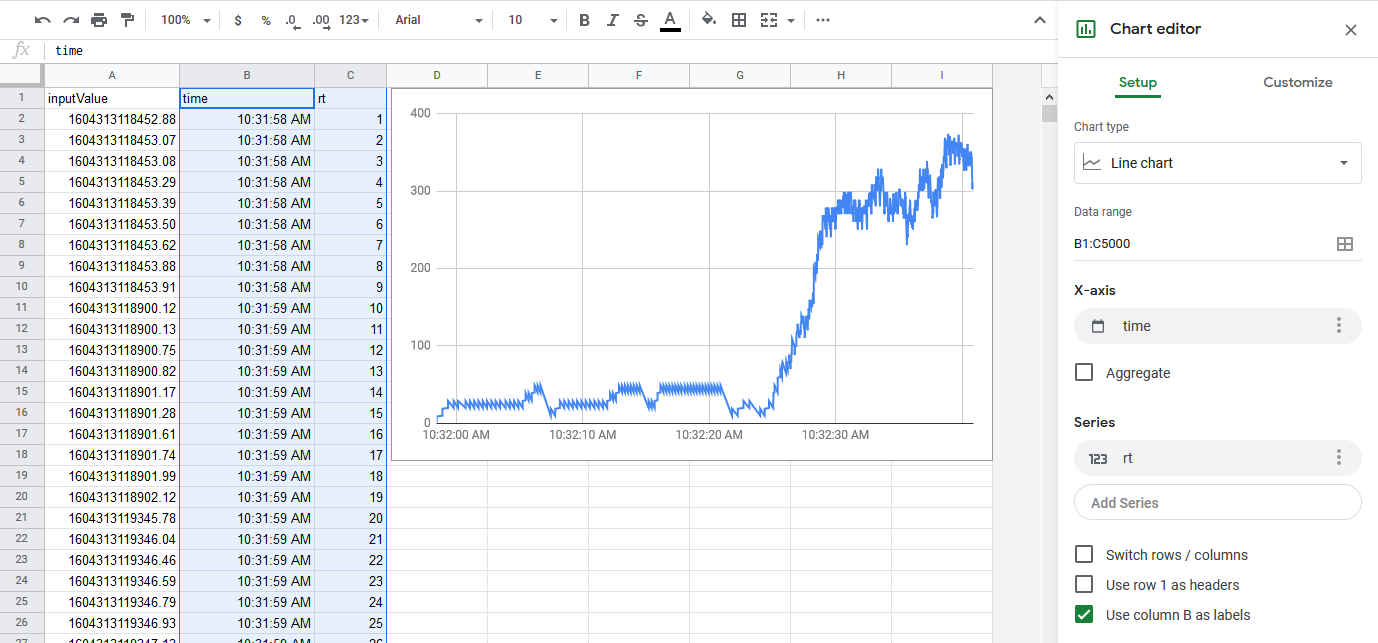 100% $ % .0 .00 123 Arial 10 B I S A
fx time
A B C D E F G H I
1 inputValue time rt
2 1604313118452.88 10:31:58 AM 1
3 1604313118453.07 10:31:58 AM 2
4 1604313118453.08 10:31:58 AM 3
5 1604313118453.29 10:31:58 AM 4
6 1604313118453.39 10:31:58 AM 5
7 1604313118453.50 10:31:58 AM 6
8 1604313118453.62 10:31:58 AM 7
9 1604313118453.88 10:31:58 AM 8
10 1604313118453.91 10:31:58 AM 9
11 1604313118900.12 10:31:59 AM 10
12 1604313118900.13 10:31:59 AM 11
13 1604313118900.75 10:31:59 AM 12
14 1604313118900.82 10:31:59 AM 13
15 1604313118901.17 10:31:59 AM 14
16 1604313118901.28 10:31:59 AM 15
17 1604313118901.61 10:31:59 AM 16
18 1604313118901.74 10:31:59 AM 17
19 1604313118901.99 10:31:59 AM 18
20 1604313118902.12 10:31:59 AM 19
21 1604313119345.78 10:31:59 AM 20
22 1604313119346.04 10:31:59 AM 21
23 1604313119346.46 10:31:59 AM 22
24 1604313119346.59 10:31:59 AM 23
25 1604313119346.79 10:31:59 AM 24
26 1604313119346.93 10:31:59 AM 25
27 1604313119347.13 10:31:59 AM 26
400
300
200
100
0
10:32:00 AM 10:32:10 AM 10:32:20 AM 10:32:30 AM
Chart editor
Setup Customize
Chart type
Line chart
Data range
B1:C5000
X-axis
time
Aggregate
Series
123 rt
Add Series
Switch rows / columns
Use row 1 as headers
Use column B as labels